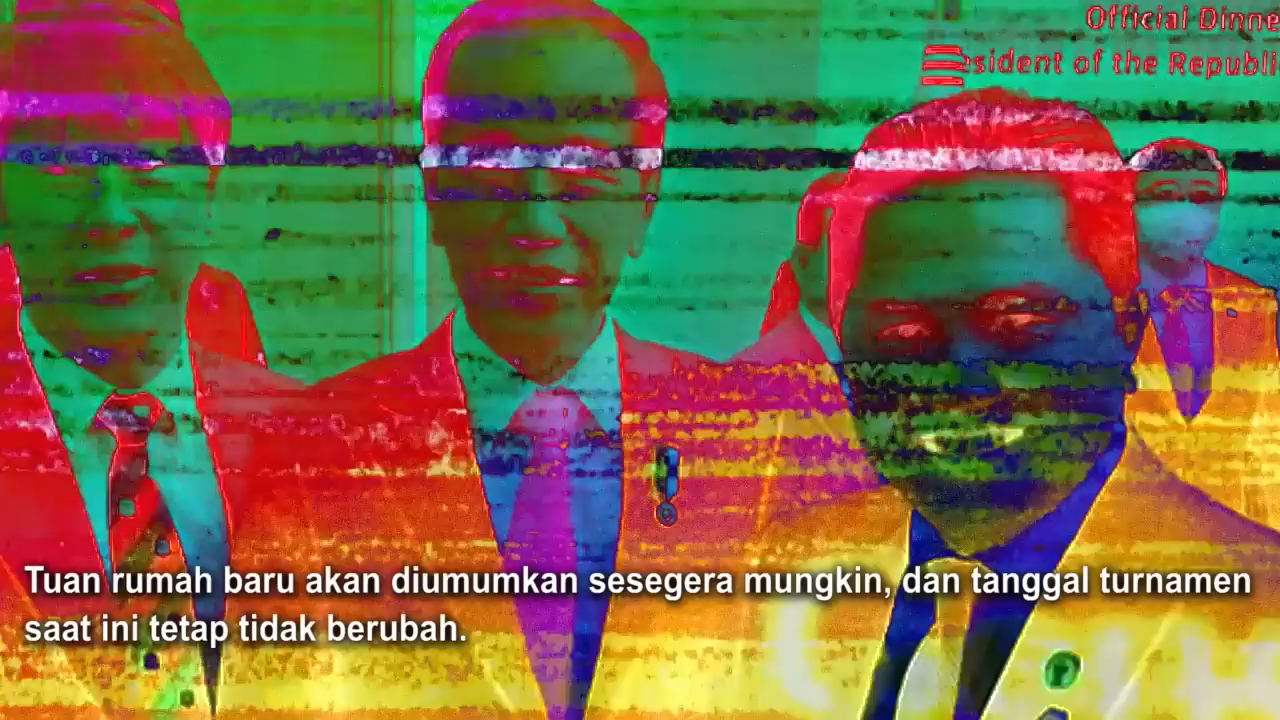 Official Dinne
esident of the Republi
Tuan rumah baru akan diumumkan sesegera mungkin, dan tanggal turnamen
saat ini tetap tidak berubah.